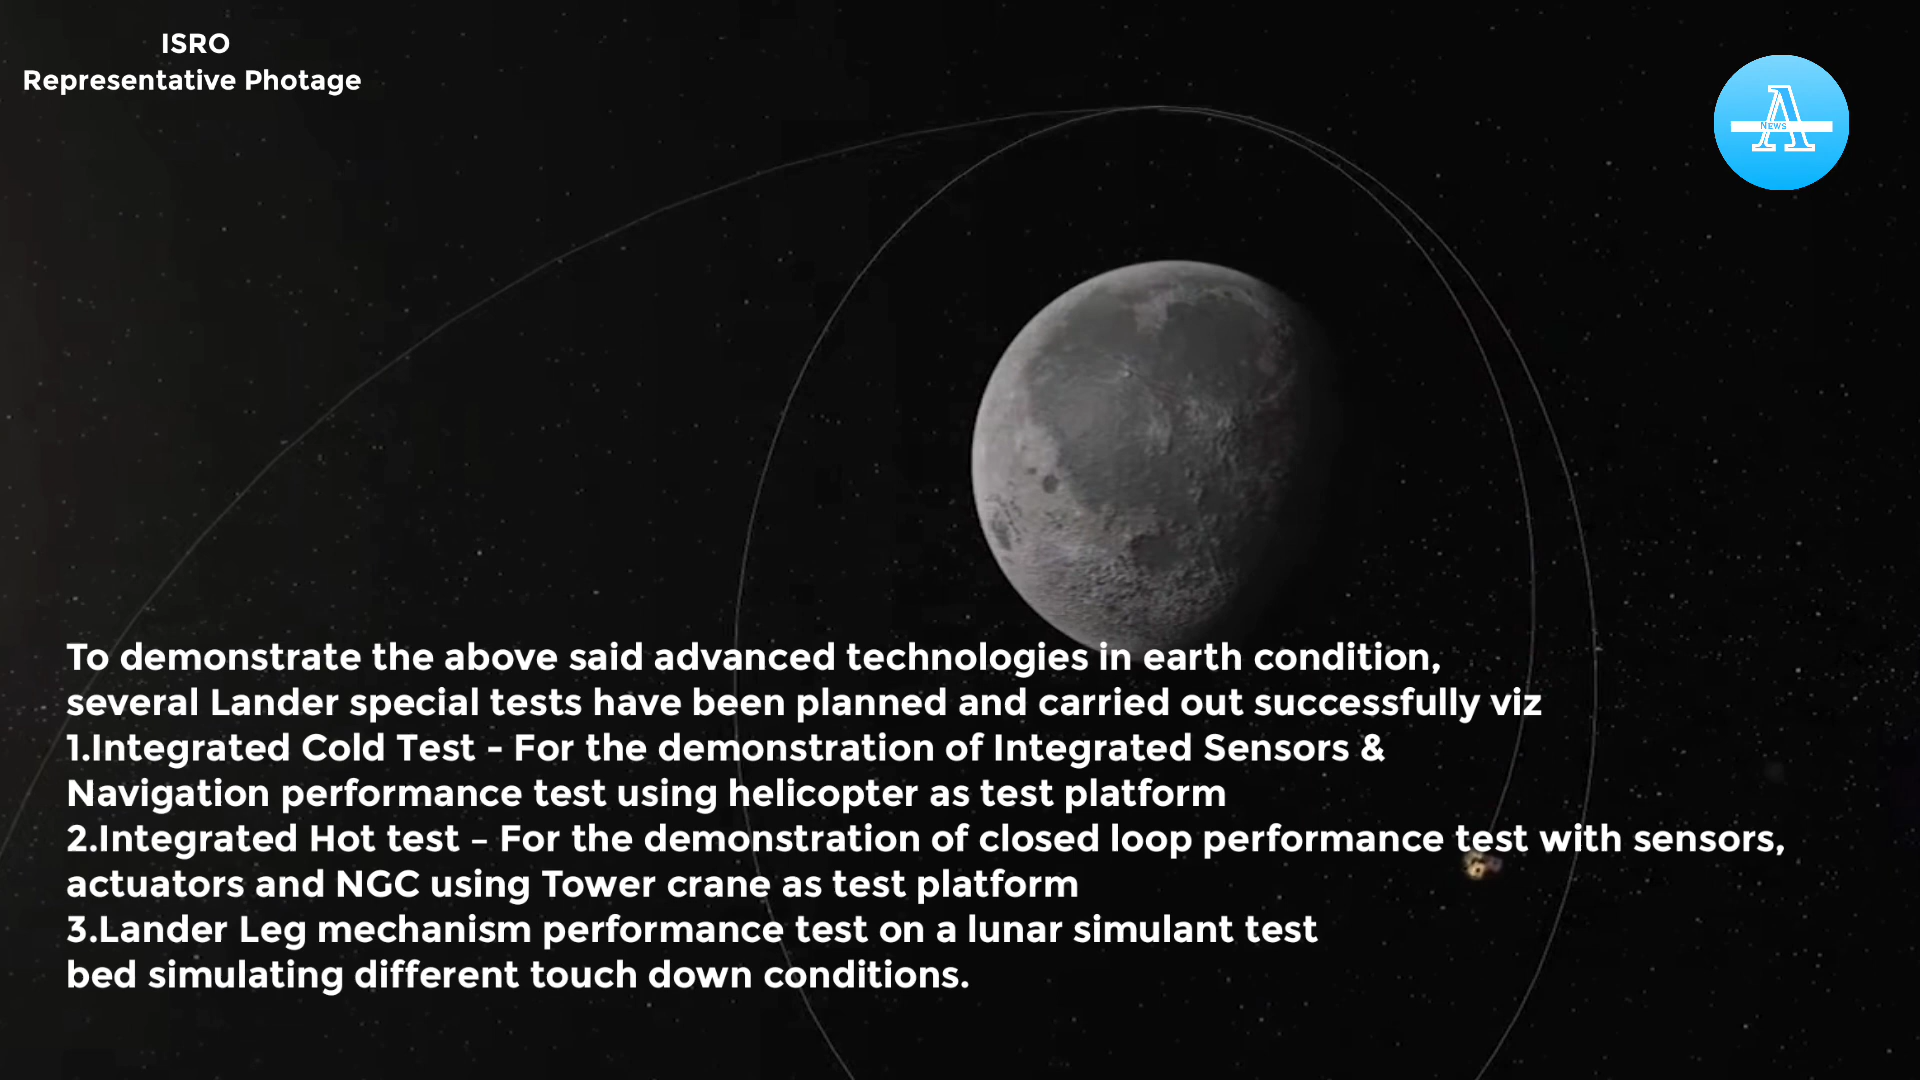 ISRO
Representative Photage
A
News
To demonstrate the above said advanced technologies in earth condition,
several Lander special tests have been planned and carried out successfully viz
1.Integrated Cold Test - For the demonstration of Integrated Sensors &
Navigation performance test using helicopter as test platform
2.Integrated Hot test – For the demonstration of closed loop performance test with sensors,
actuators and NGC using Tower crane as test platform
3.Lander Leg mechanism performance test on a lunar simulant test
bed simulating different touch down conditions.